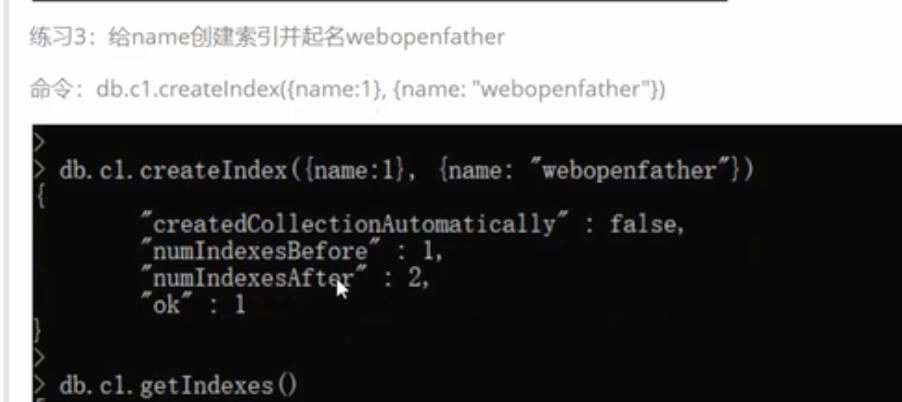 练习3：给name创建索引并起名webopenfather
命令：db.c1.createIndex({name:1}, {name: "webopenfather"})
>
> db.c1.createIndex({name:1}, {name: "webopenfather"})
{
"createdCollectionAutomatically" : false,
"numIndexesBefore" : 1,
"numIndexesAfter" : 2,
"ok" : 1
}
>
> db.c1.getIndexes()